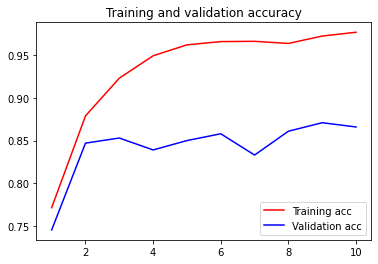 Training and validation accuracy
0.95
0.90
0.85
0.80
0.75
Training acc
Validation acc
2 4 6 8 10